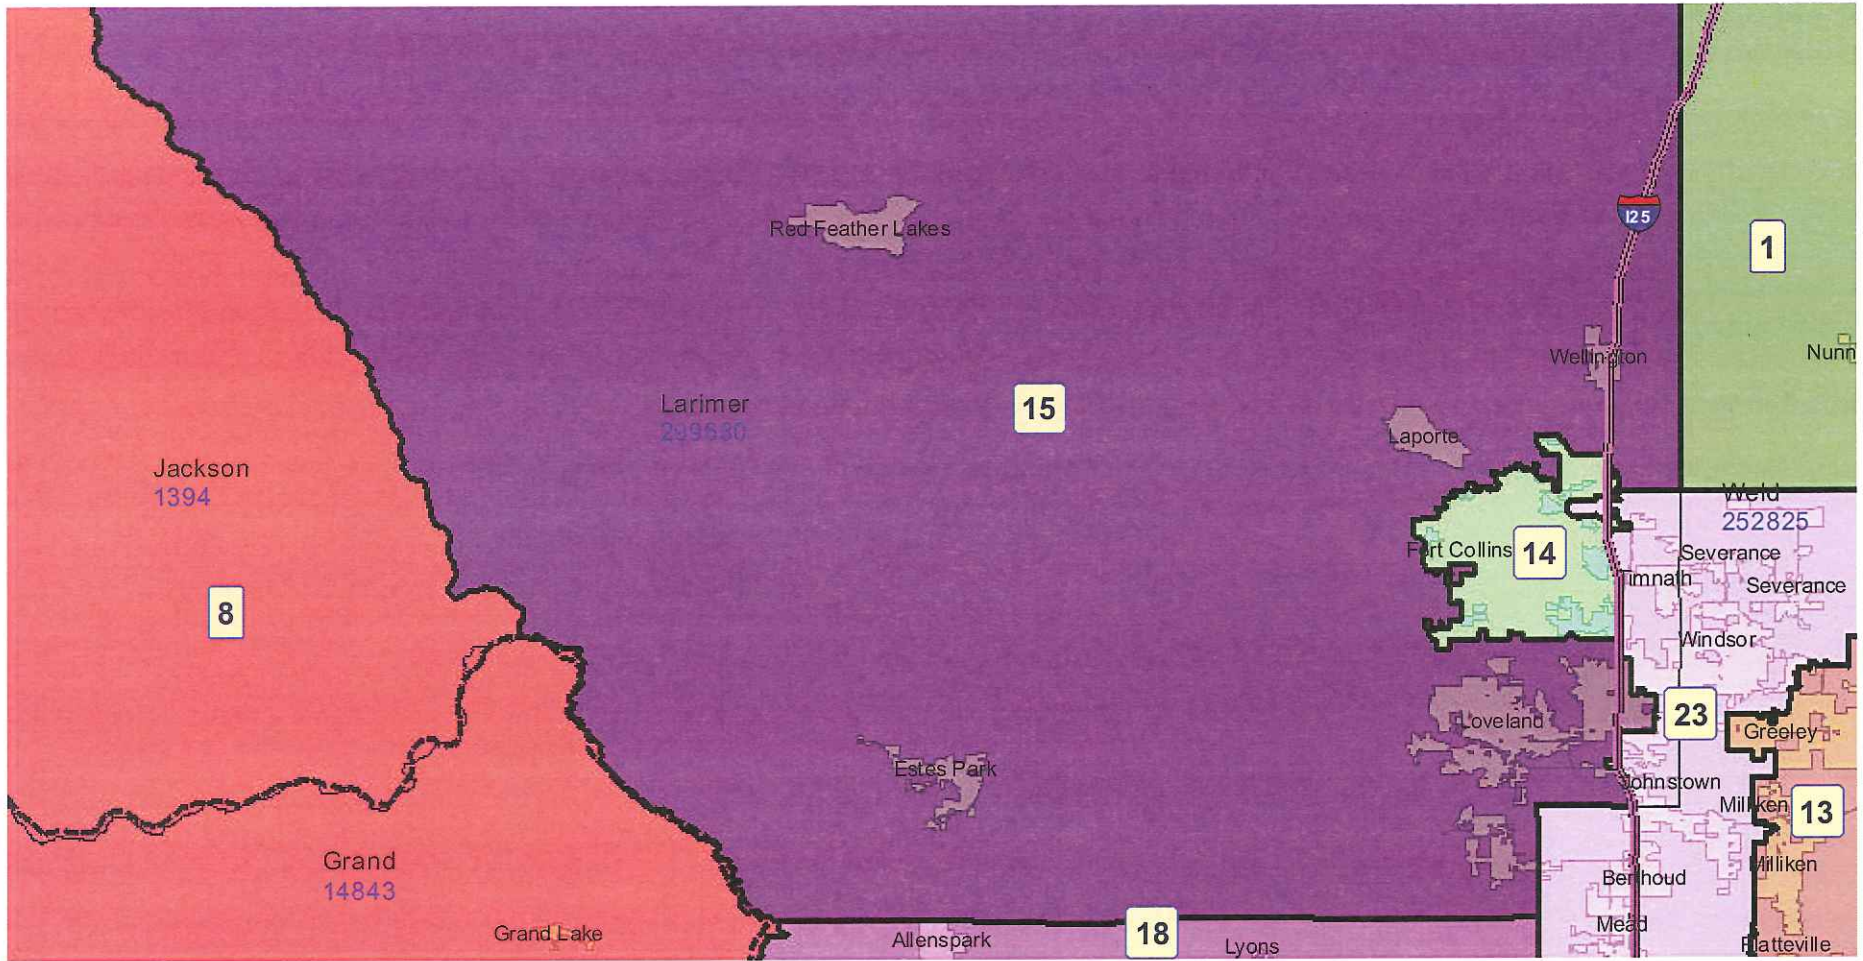 I25
1
Red Feather Lakes
Nunn
Wellington
Larimer
299630
15
Laporte
Jackson
1394
Weld
252825
Fort Collins
14
Severance
Timnath
Severance
8
Windsor
Loveland
23
Greeley
Estes Park
Johnstown
Milliken
13
Grand
14843
Milliken
Berthoud
Mead
Grand Lake
Allenspark
18
Lyons
Platteville